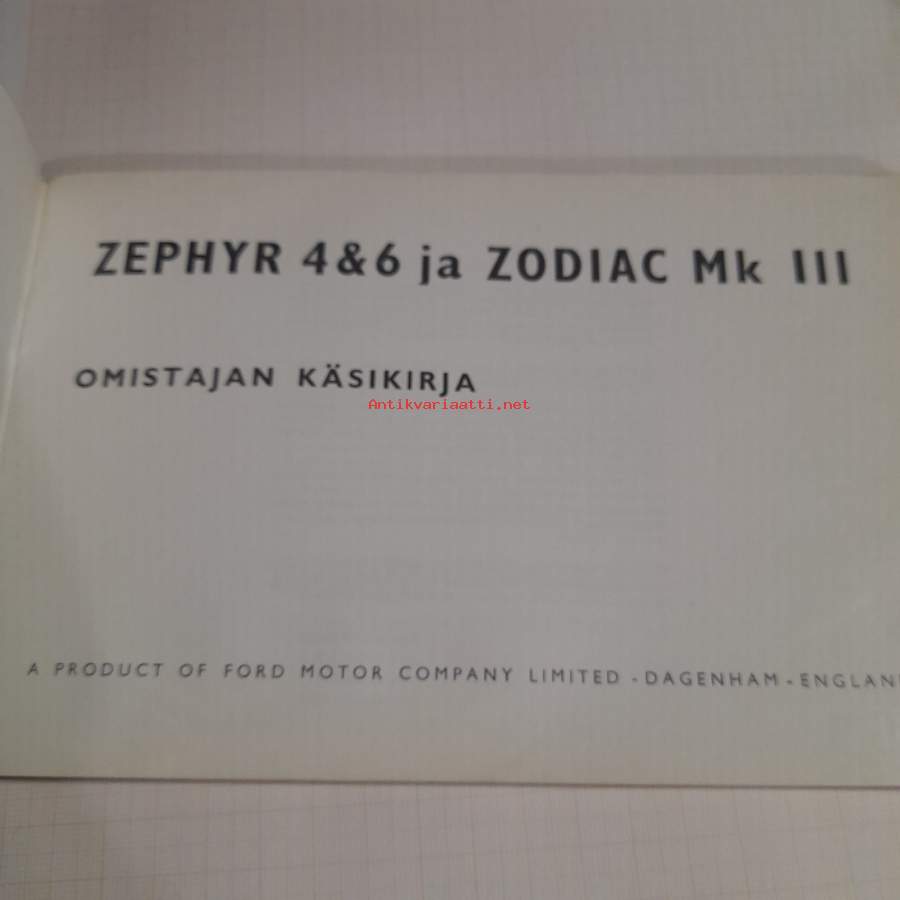 ZEPHYR 4 & 6 ja ZODIAC Mk III
OMISTAJAN KÄSIKIRJA
Antikvariaatti.net
A PRODUCT OF FORD MOTOR COMPANY LIMITED - DAGENHAM - ENGLAN